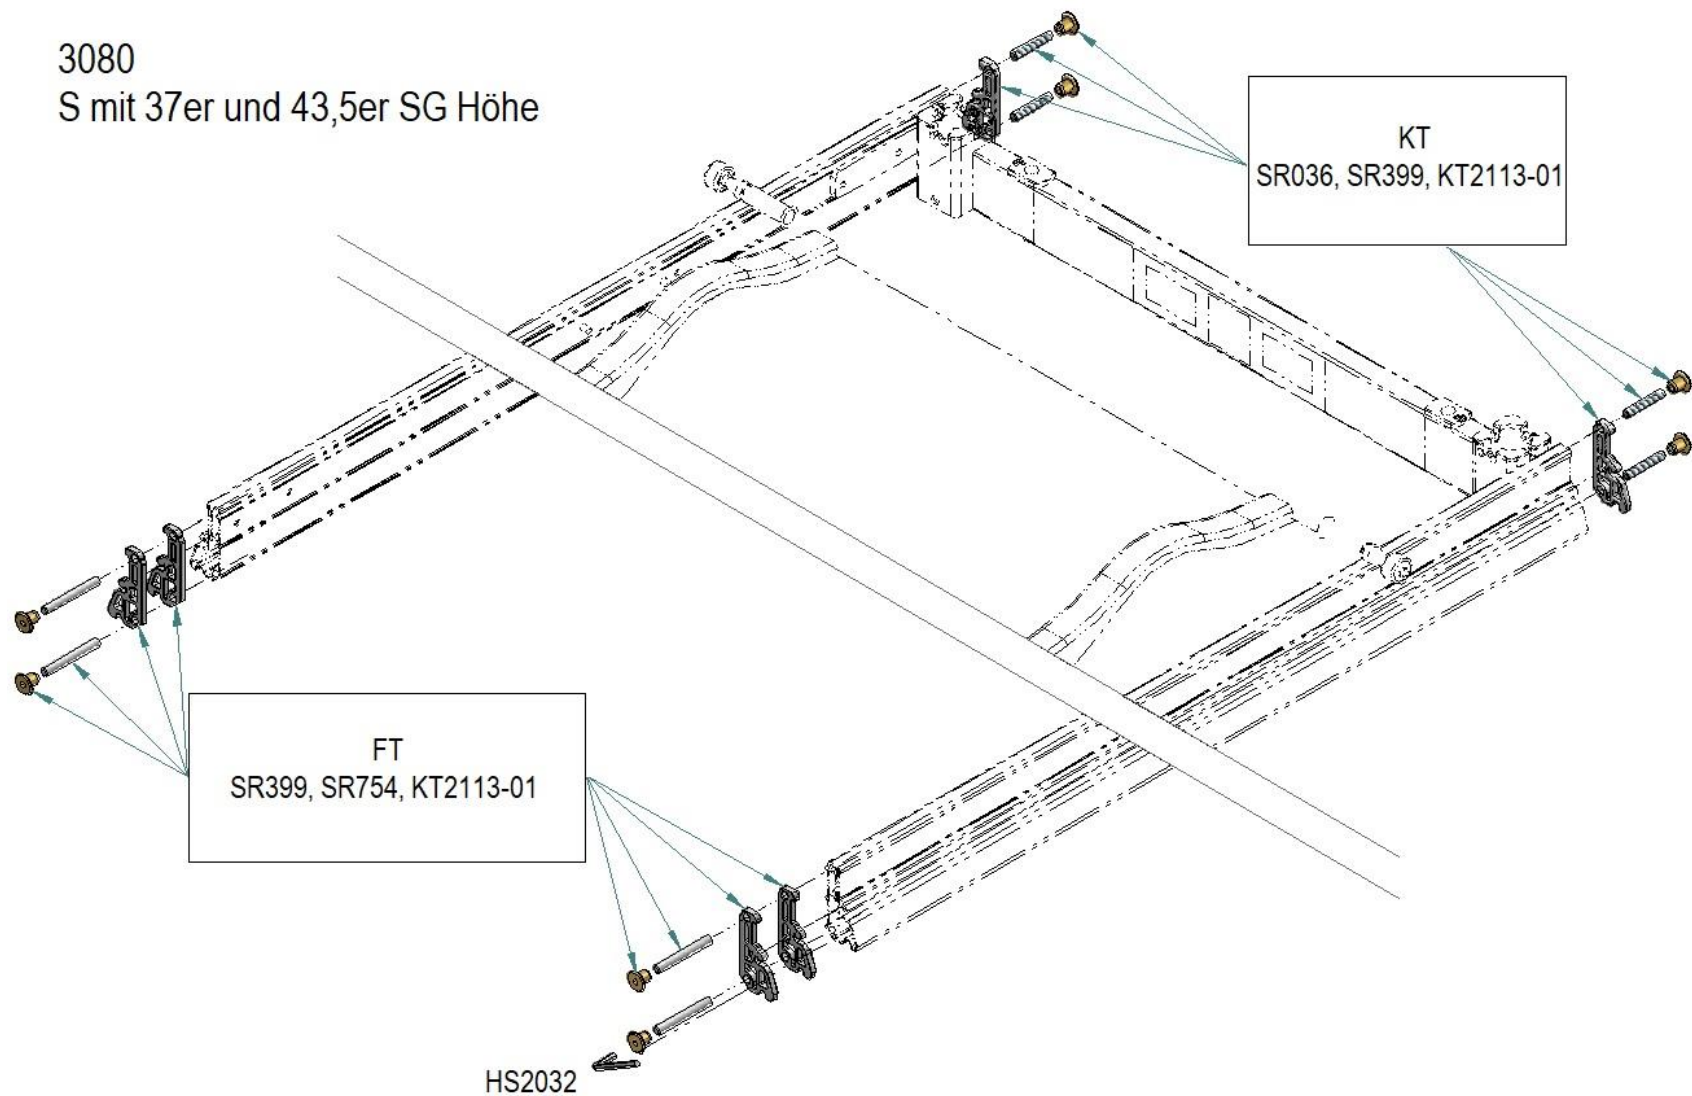 3080
S mit 37er und 43,5er SG Höhe
KT
SR036, SR399, KT2113-01
FT
SR399, SR754, KT2113-01
HS2032